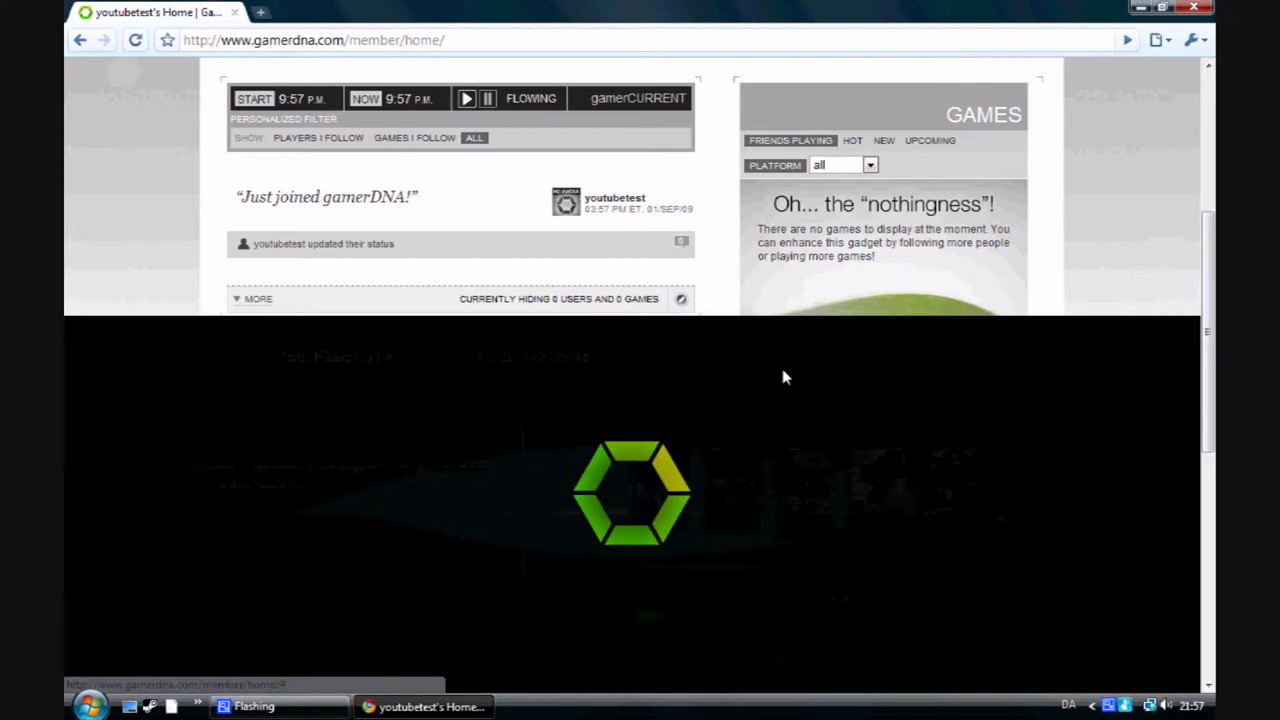 youtubetest's Home | Ga...
http://www.gamerdna.com/member/home/
START 9:57 P.M. NOW 9:57 P.M. FLOWING gamerCURRENT
PERSONALIZED FILTER
SHOW: PLAYERS I FOLLOW GAMES I FOLLOW ALL
“Just joined gamerDNA!”
youtubetest
03:57 PM ET, 01/SEP/09
youtubetest updated their status
0
MORE CURRENTLY HIDING 0 USERS AND 0 GAMES
GAMES
FRIENDS PLAYING HOT NEW UPCOMING
PLATFORM all
Oh... the “nothingness”!
There are no games to display at the moment. You
can enhance this gadget by following more people
or playing more games!
http://www.gamerdna.com/member/home/#
Flashing
youtubetest's Home...
DA
21:57